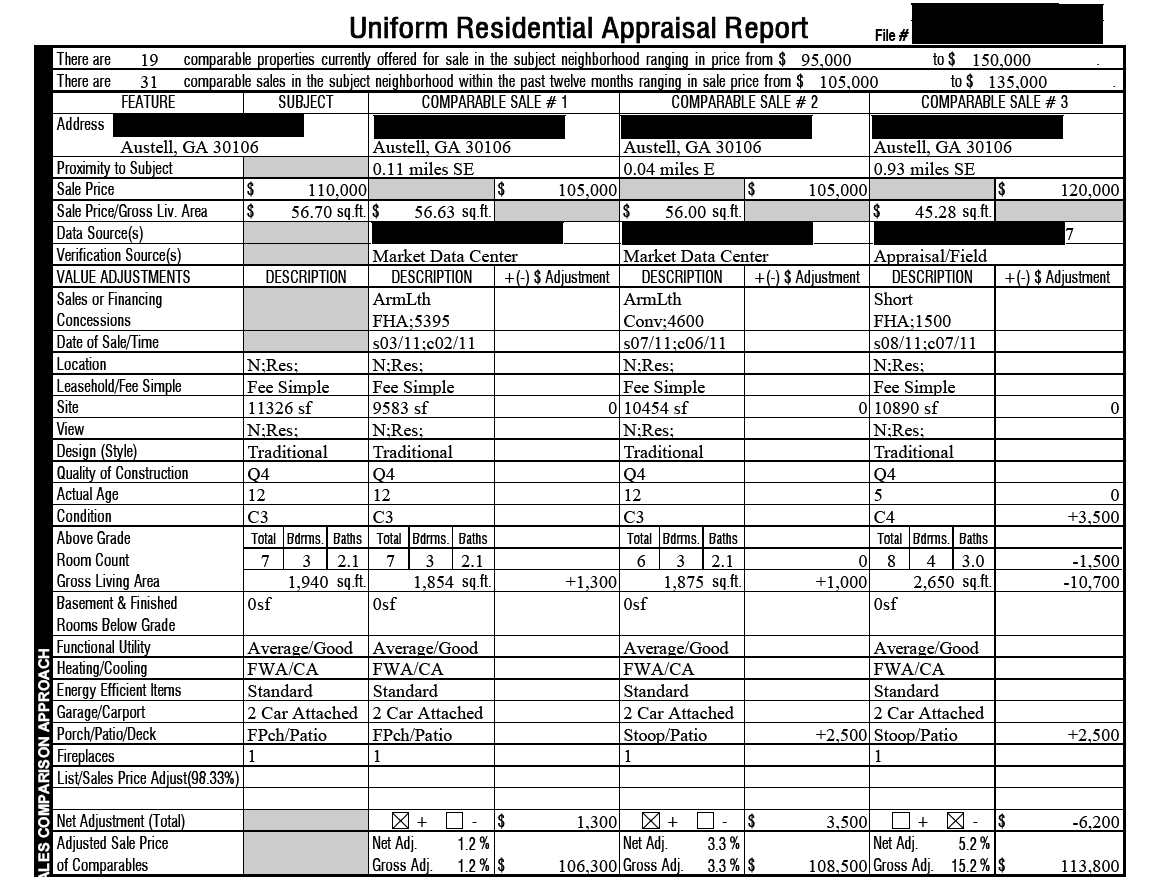 Uniform Residential Appraisal Report File #
There are 19 comparable properties currently offered for sale in the subject neighborhood ranging in price from $ 95,000 to $ 150,000 .
There are 31 comparable sales in the subject neighborhood within the past twelve months ranging in sale price from $ 105,000 to $ 135,000 .
FEATURE SUBJECT COMPARABLE SALE # 1 COMPARABLE SALE # 2 COMPARABLE SALE # 3
Address
Austell, GA 30106 Austell, GA 30106 Austell, GA 30106 Austell, GA 30106
Proximity to Subject 0.11 miles SE 0.04 miles E 0.93 miles SE
Sale Price $ 110,000 $ 105,000 $ 105,000 $ 120,000
Sale Price/Gross Liv. Area $ 56.70 sq.ft. $ 56.63 sq.ft. $ 56.00 sq.ft. $ 45.28 sq.ft.
Data Source(s) 7
Verification Source(s) Market Data Center Market Data Center Appraisal/Field
VALUE ADJUSTMENTS DESCRIPTION DESCRIPTION +(-) $ Adjustment DESCRIPTION +(-) $ Adjustment DESCRIPTION +(-) $ Adjustment
Sales or Financing ArmLth ArmLth Short
Concessions FHA;5395 Conv;4600 FHA;1500
Date of Sale/Time s03/11;c02/11 s07/11;c06/11 s08/11;c07/11
Location N;Res; N;Res; N;Res; N;Res;
Leasehold/Fee Simple Fee Simple Fee Simple Fee Simple Fee Simple
Site 11326 sf 9583 sf 0 10454 sf 0 10890 sf 0
View N;Res; N;Res; N;Res; N;Res;
Design (Style) Traditional Traditional Traditional Traditional
Quality of Construction Q4 Q4 Q4 Q4
Actual Age 12 12 12 5 0
Condition C3 C3 C3 C4 +3,500
Above Grade Total Bdrms. Baths Total Bdrms. Baths Total Bdrms. Baths Total Bdrms. Baths
Room Count 7 3 2.1 7 3 2.1 6 3 2.1 0 8 4 3.0 -1,500
Gross Living Area 1,940 sq.ft. 1,854 sq.ft. +1,300 1,875 sq.ft. +1,000 2,650 sq.ft. -10,700
Basement & Finished 0sf 0sf 0sf 0sf
Rooms Below Grade
Functional Utility Average/Good Average/Good Average/Good Average/Good
Heating/Cooling FWA/CA FWA/CA FWA/CA FWA/CA
Energy Efficient Items Standard Standard Standard Standard
Garage/Carport 2 Car Attached 2 Car Attached 2 Car Attached 2 Car Attached
Porch/Patio/Deck FPch/Patio FPch/Patio Stoop/Patio +2,500 Stoop/Patio +2,500
Fireplaces 1 1 1 1
List/Sales Price Adjust(98.33%)
Net Adjustment (Total) ☒ + ☐ - $ 1,300 ☒ + ☐ - $ 3,500 ☐ + ☒ - $ -6,200
Adjusted Sale Price Net Adj. 1.2 % Net Adj. 3.3 % Net Adj. 5.2 %
of Comparables Gross Adj. 1.2 % $ 106,300 Gross Adj. 3.3 % $ 108,500 Gross Adj. 15.2 % $ 113,800
ALES COMPARISON APPROACH